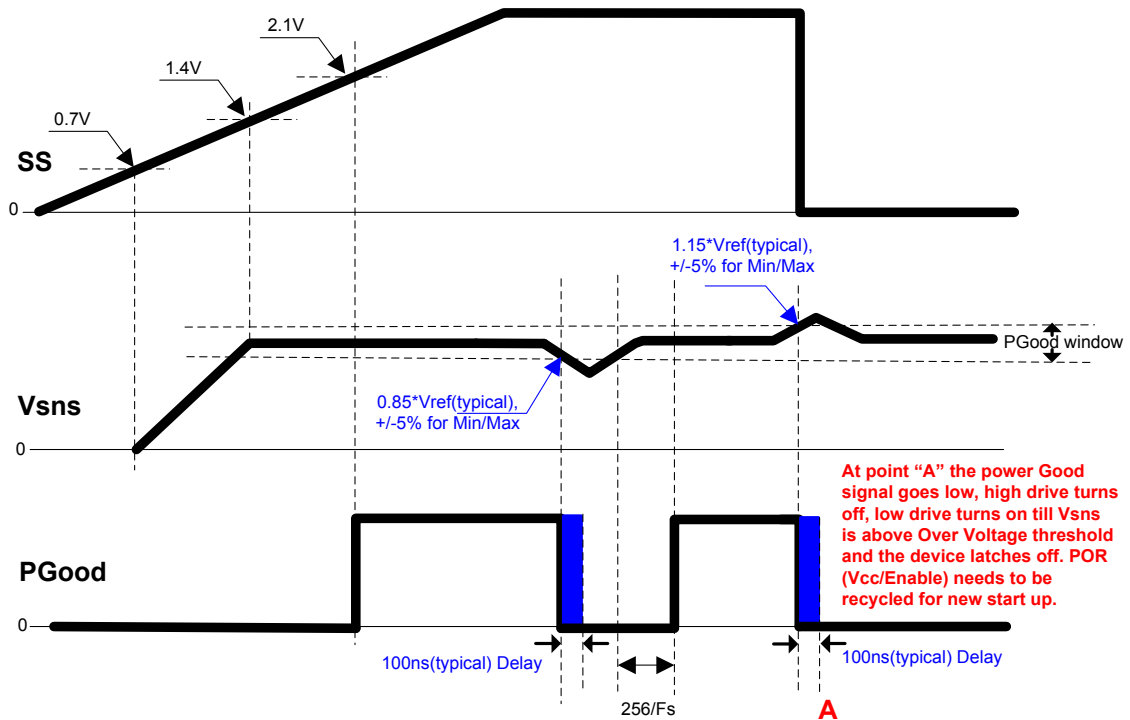 2.1V
1.4V
0.7V
SS
0
1.15*Vref(typical),
+/-5% for Min/Max
PGood window
0.85*Vref(typical),
+/-5% for Min/Max
Vsns
0
At point “A” the power Good
signal goes low, high drive turns
off, low drive turns on till Vsns
is above Over Voltage threshold
and the device latches off. POR
(Vcc/Enable) needs to be
recycled for new start up.
PGood
0
100ns(typical) Delay
100ns(typical) Delay
256/Fs
A